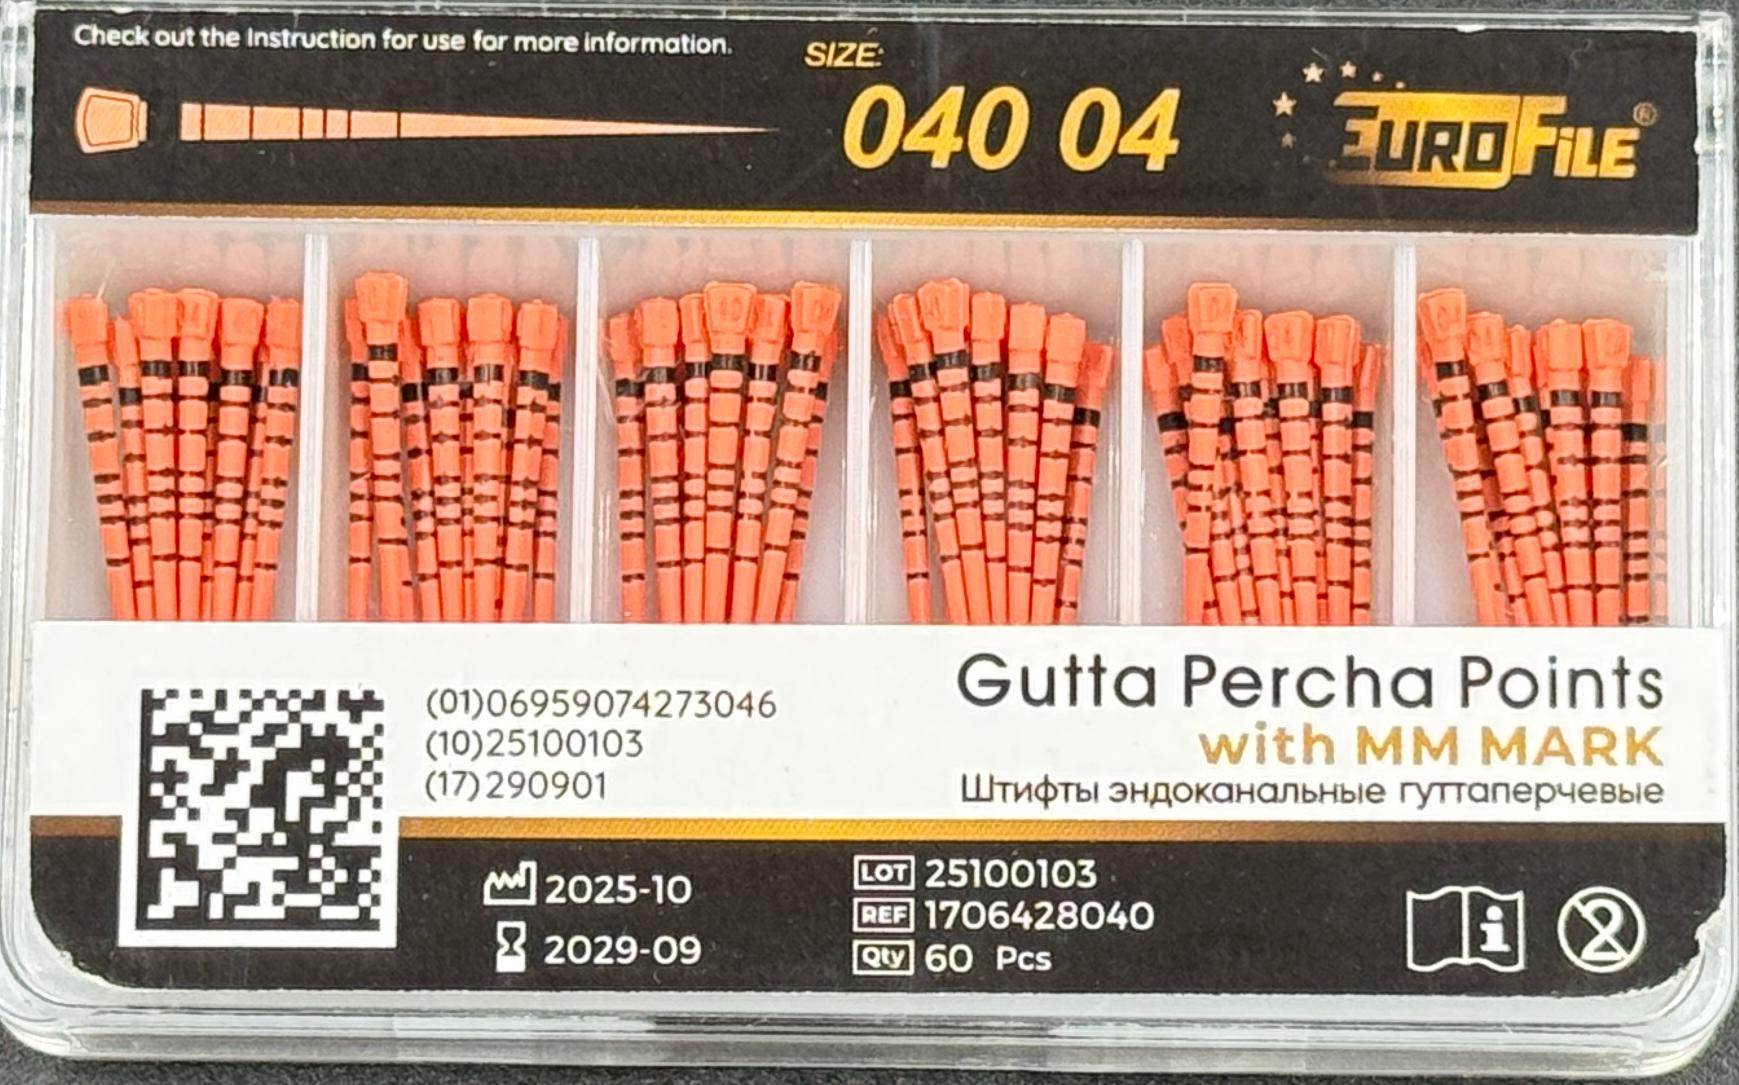 Check out the Instruction for use for more information.
SIZE:
040 04
EUROFILE®
(01)06959074273046
(10)25100103
(17)290901
Gutta Percha Points
with MM MARK
Штифты эндоканальные гуттаперчевые
2025-10
2029-09
LOT 25100103
REF 1706428040
Qty 60 Pcs